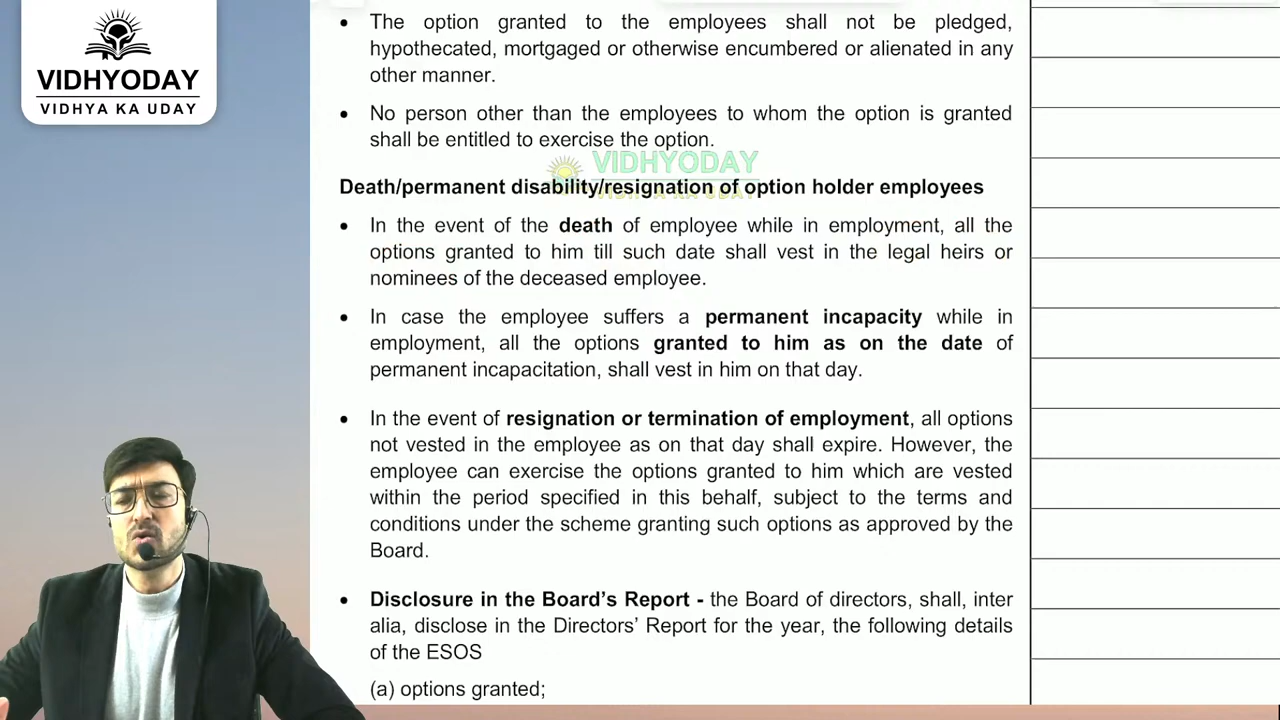 VIDHYODAY
VIDHYA KA UDAY
• The option granted to the employees shall not be pledged,
hypothecated, mortgaged or otherwise encumbered or alienated in any
other manner.
• No person other than the employees to whom the option is granted
shall be entitled to exercise the option.
VIDHYODAY
VIDHYA KA UDAY
Death/permanent disability/resignation of option holder employees
• In the event of the death of employee while in employment, all the
options granted to him till such date shall vest in the legal heirs or
nominees of the deceased employee.
• In case the employee suffers a permanent incapacity while in
employment, all the options granted to him as on the date of
permanent incapacitation, shall vest in him on that day.
• In the event of resignation or termination of employment, all options
not vested in the employee as on that day shall expire. However, the
employee can exercise the options granted to him which are vested
within the period specified in this behalf, subject to the terms and
conditions under the scheme granting such options as approved by the
Board.
• Disclosure in the Board’s Report - the Board of directors, shall, inter
alia, disclose in the Directors’ Report for the year, the following details
of the ESOS
(a) options granted;